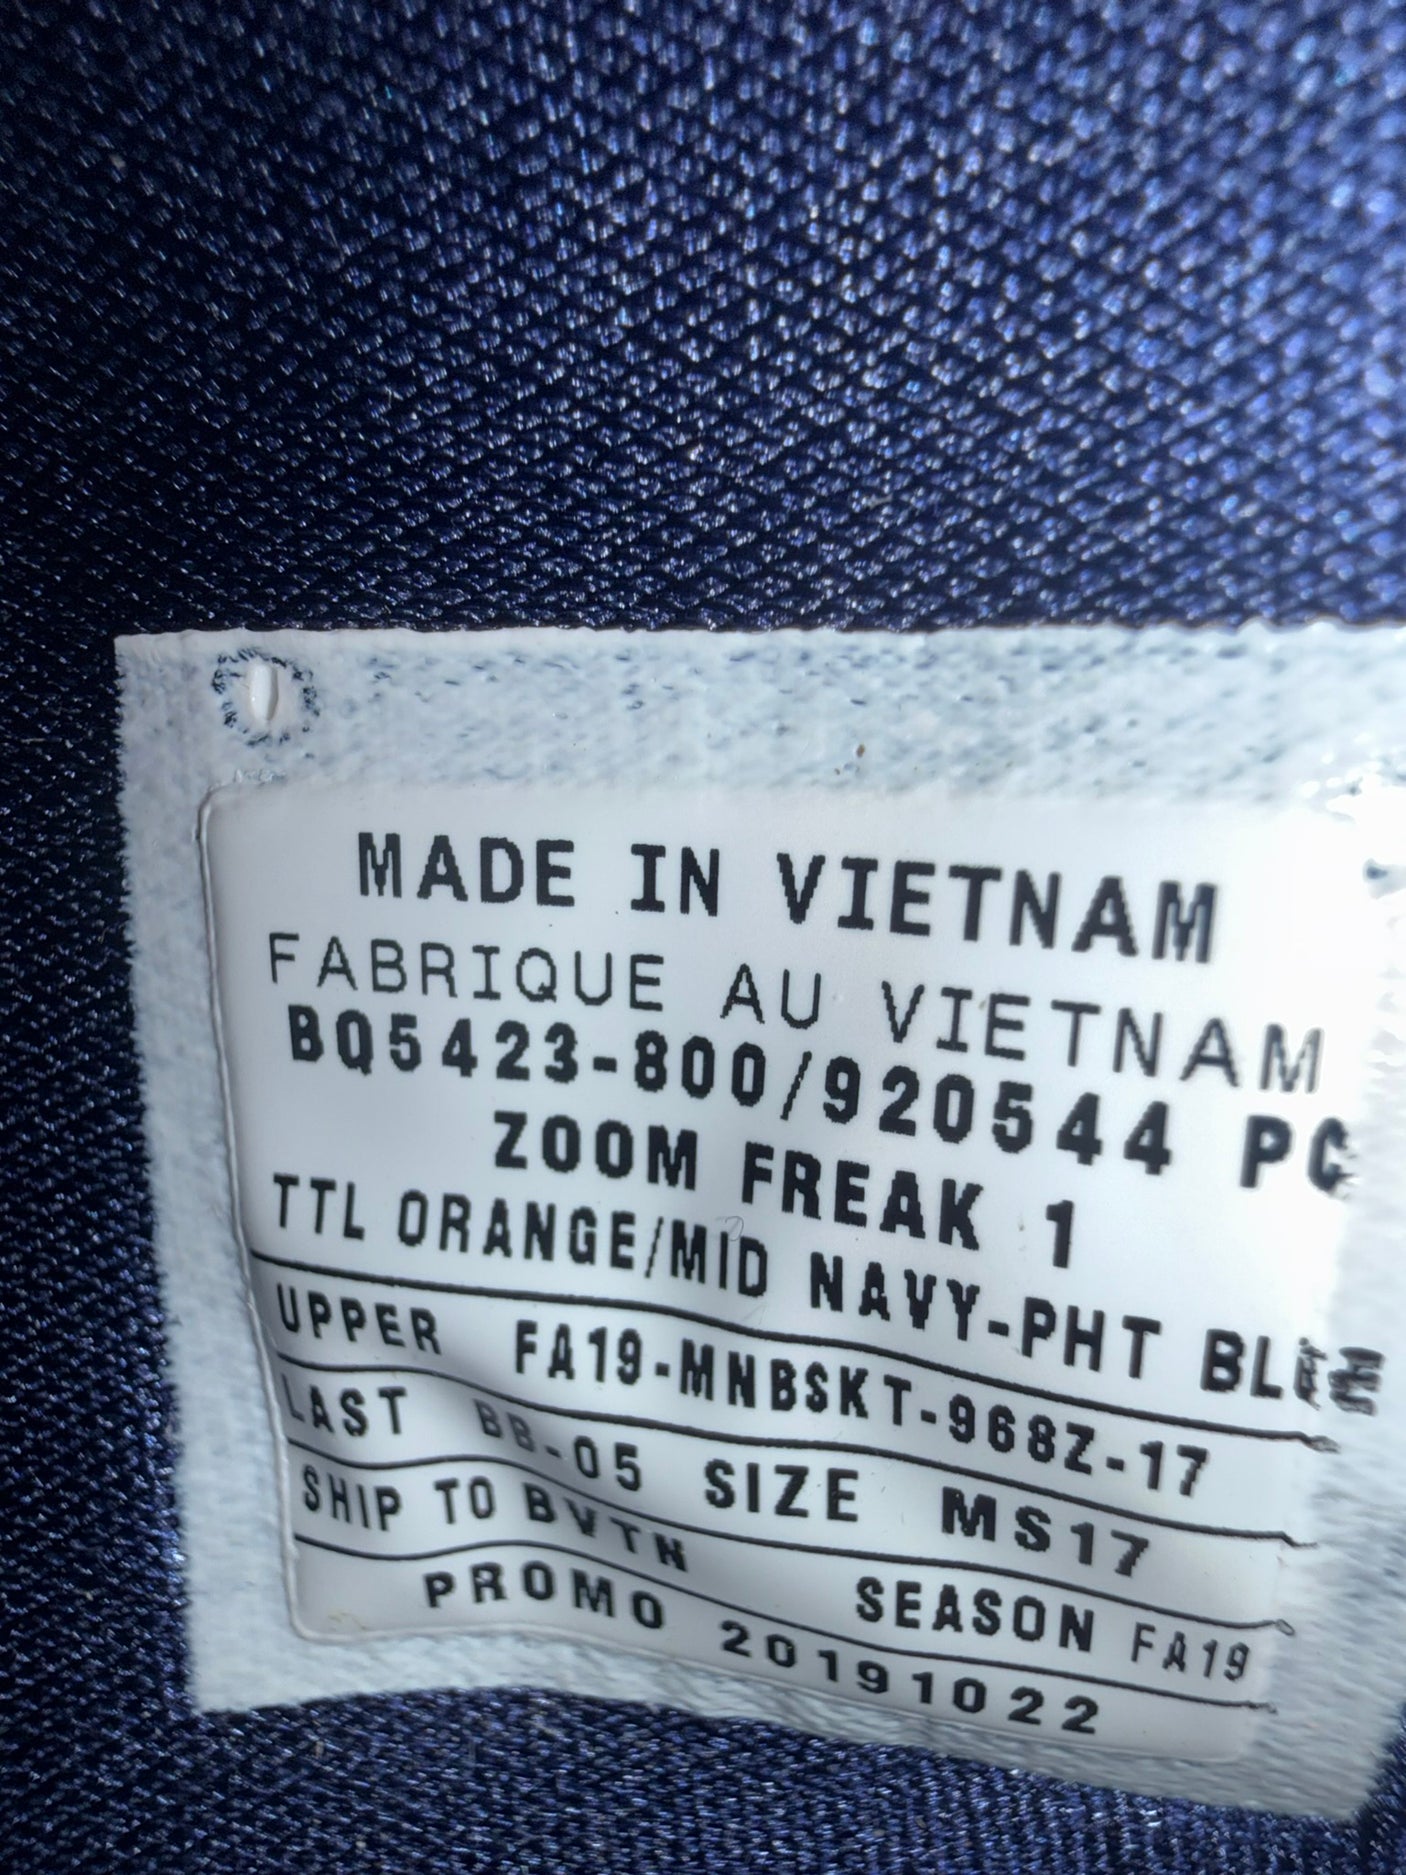 MADE IN VIETNAM
FABRIQUE AU VIETNAM
BQ5423-800/920544 PC
ZOOM FREAK 1
TTL ORANGE/MID NAVY-PHT BL
UPPER FA19-MNBSKT-968Z-17
LAST BB-05 SIZE MS17
SHIP TO BVTH SEASON FA19
PROMO 20191022